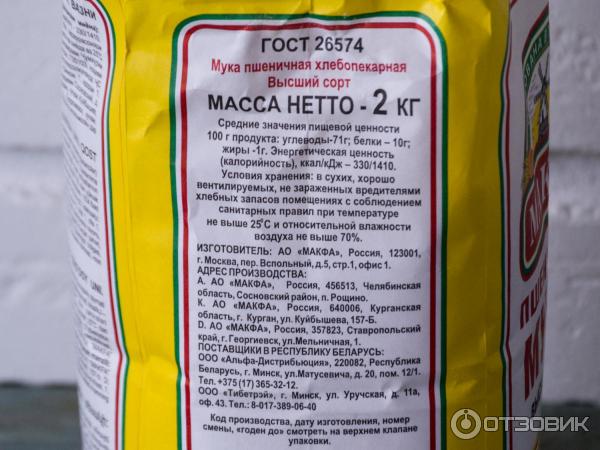 ГОСТ 26574
Мука пшеничная хлебопекарная
Высший сорт
МАССА НЕТТО - 2 КГ
Средние значения пищевой ценности
100 г продукта: углеводы-71г; белки – 10г;
жиры -1г. Энергетическая ценность
(калорийность), ккал/кДж – 330/1410.
Условия хранения: в сухих, хорошо
вентилируемых, не зараженных вредителями
хлебных запасов помещениях с соблюдением
санитарных правил при температуре
не выше 25°С и относительной влажности
воздуха не выше 70%.
ИЗГОТОВИТЕЛЬ: АО «МАКФА», Россия, 123001,
г. Москва, пер. Вспольный, д.5, стр.1, офис 1.
АДРЕС ПРОИЗВОДСТВА:
А. АО «МАКФА», Россия, 456513, Челябинская
область, Сосновский район, п. Рощино.
К. АО «МАКФА», Россия, 640006, Курганская
область, г. Курган, ул. Куйбышева, 157-Б.
D. АО «МАКФА», Россия, 357823, Ставропольский
край, г. Георгиевск, ул.Мельничная, 1.
ПОСТАВЩИКИ В РЕСПУБЛИКУ БЕЛАРУСЬ:
ООО «Альфа-Дистрибьюция», 220082, Республика
Беларусь, г. Минск, ул.Матусевича, д. 20, пом. 12/1.
Тел. +375 (17) 365-32-12.
ООО «Тибетрэй», г. Минск, ул. Уручская, д. 11а,
оф. 43. Тел.: 8-017-389-06-40
Код производства, дату изготовления, номер
смены, «годен до» смотреть на верхнем клапане
упаковки.
ОТЗОВИК